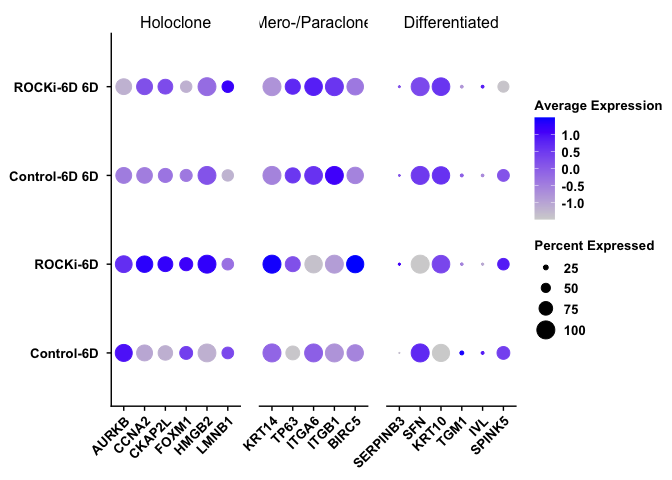 Holoclone
Mero-/Paraclone
Differentiated
ROCKi-6D 6D
Control-6D 6D
ROCKi-6D
Control-6D
AURKB
CCNA2
CKAP2L
FOXM1
HMGB2
LMNB1
KRT14
TP63
ITGA6
ITGB1
BIRC5
SERPINB3
SFN
KRT10
TGM1
IVL
SPINK5
Average Expression
1.0
0.5
0.0
-0.5
-1.0
Percent Expressed
25
50
75
100